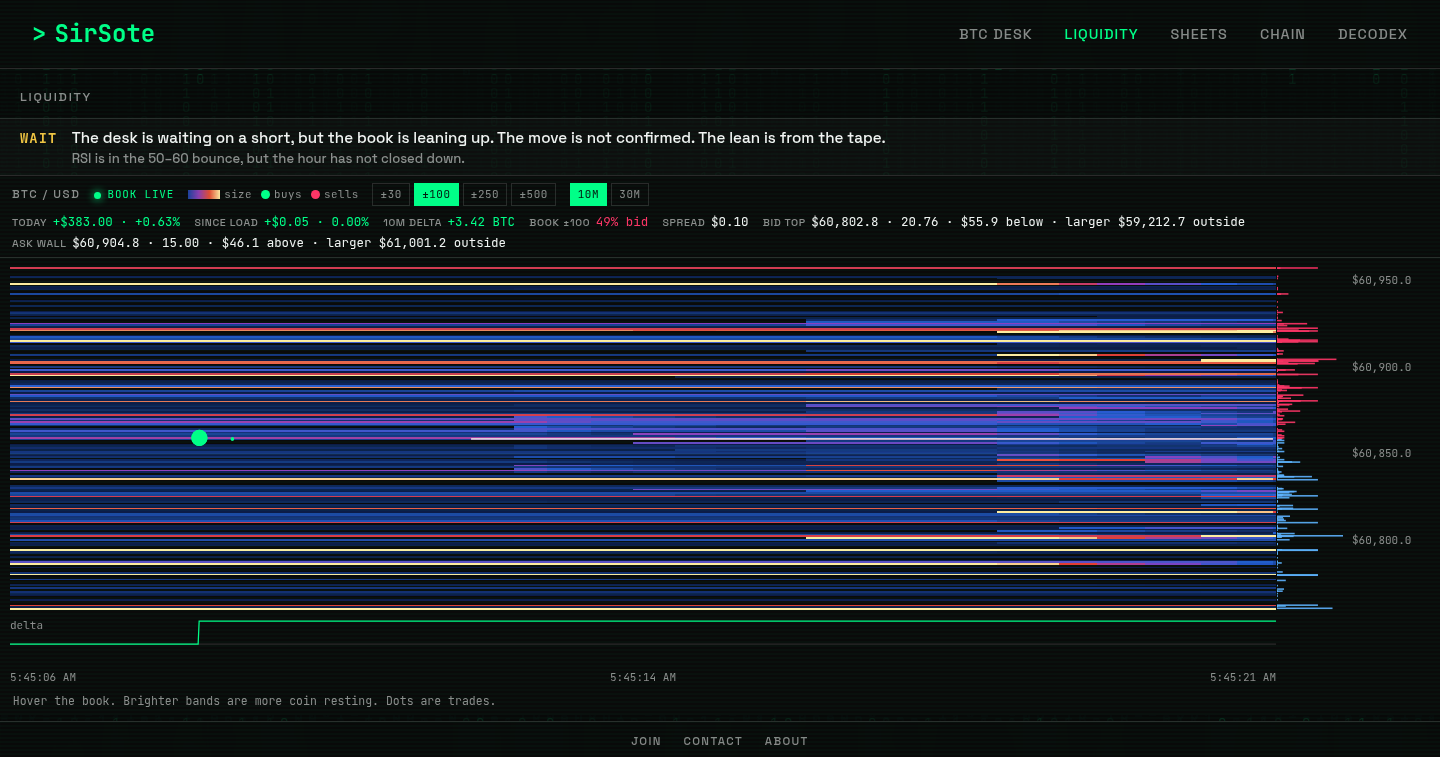 > SirSote
BTC DESK LIQUIDITY SHEETS CHAIN DECODEX
LIQUIDITY
WAIT The desk is waiting on a short, but the book is leaning up. The move is not confirmed. The lean is from the tape.
RSI is in the 50–60 bounce, but the hour has not closed down.
BTC / USD BOOK LIVE size buys sells ±30 ±100 ±250 ±500 10M 30M
TODAY +$383.00 · +0.63% SINCE LOAD +$0.05 · 0.00% 10M DELTA +3.42 BTC BOOK ±100 49% bid SPREAD $0.10 BID TOP $60,802.8 · 20.76 · $55.9 below · larger $59,212.7 outside
ASK WALL $60,904.8 · 15.00 · $46.1 above · larger $61,001.2 outside
$60,950.0
$60,900.0
$60,850.0
$60,800.0
delta
5:45:06 AM 5:45:14 AM 5:45:21 AM
Hover the book. Brighter bands are more coin resting. Dots are trades.
JOIN CONTACT ABOUT